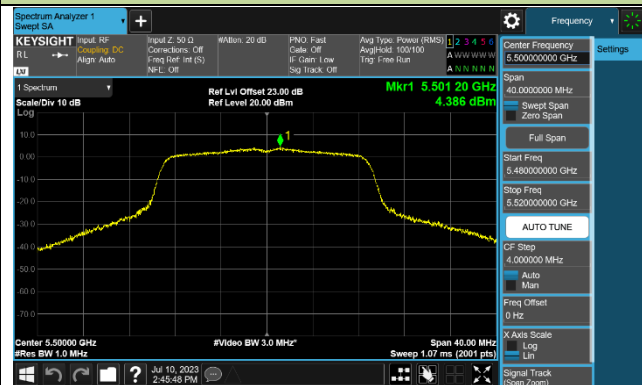 Spectrum Analyzer 1
Swept SA
+
Frequency
KEYSIGHT
RL
LXI
Input: RF
Coupling: DC
Align: Auto
Input Z: 50 Ω
Corrections: Off
Freq Ref: Int (S)
NFE: Off
#Atten: 20 dB
PNO: Fast
Gate: Off
IF Gain: Low
Sig Track: Off
Avg Type: Power (RMS)
Avg|Hold: 100/100
Trig: Free Run
1 2 3 4 5 6
A W W W W W
A N N N N N
1 Spectrum
Scale/Div 10 dB
Log
Ref Lvl Offset 23.00 dB
Ref Level 20.00 dBm
Mkr1 5.501 20 GHz
4.386 dBm
1
10.0
0.00
-10.0
-20.0
-30.0
-40.0
-50.0
-60.0
-70.0
Center 5.50000 GHz
#Res BW 1.0 MHz
#Video BW 3.0 MHz*
Span 40.00 MHz
Sweep 1.07 ms (2001 pts)
Center Frequency
5.500000000 GHz
Settings
Span
40.0000000 MHz
Swept Span
Zero Span
Full Span
Start Freq
5.480000000 GHz
Stop Freq
5.520000000 GHz
AUTO TUNE
CF Step
4.000000 MHz
Auto
Man
Freq Offset
0 Hz
X Axis Scale
Log
Lin
Signal Track
(Span Zoom)
?
Jul 10, 2023
2:45:48 PM